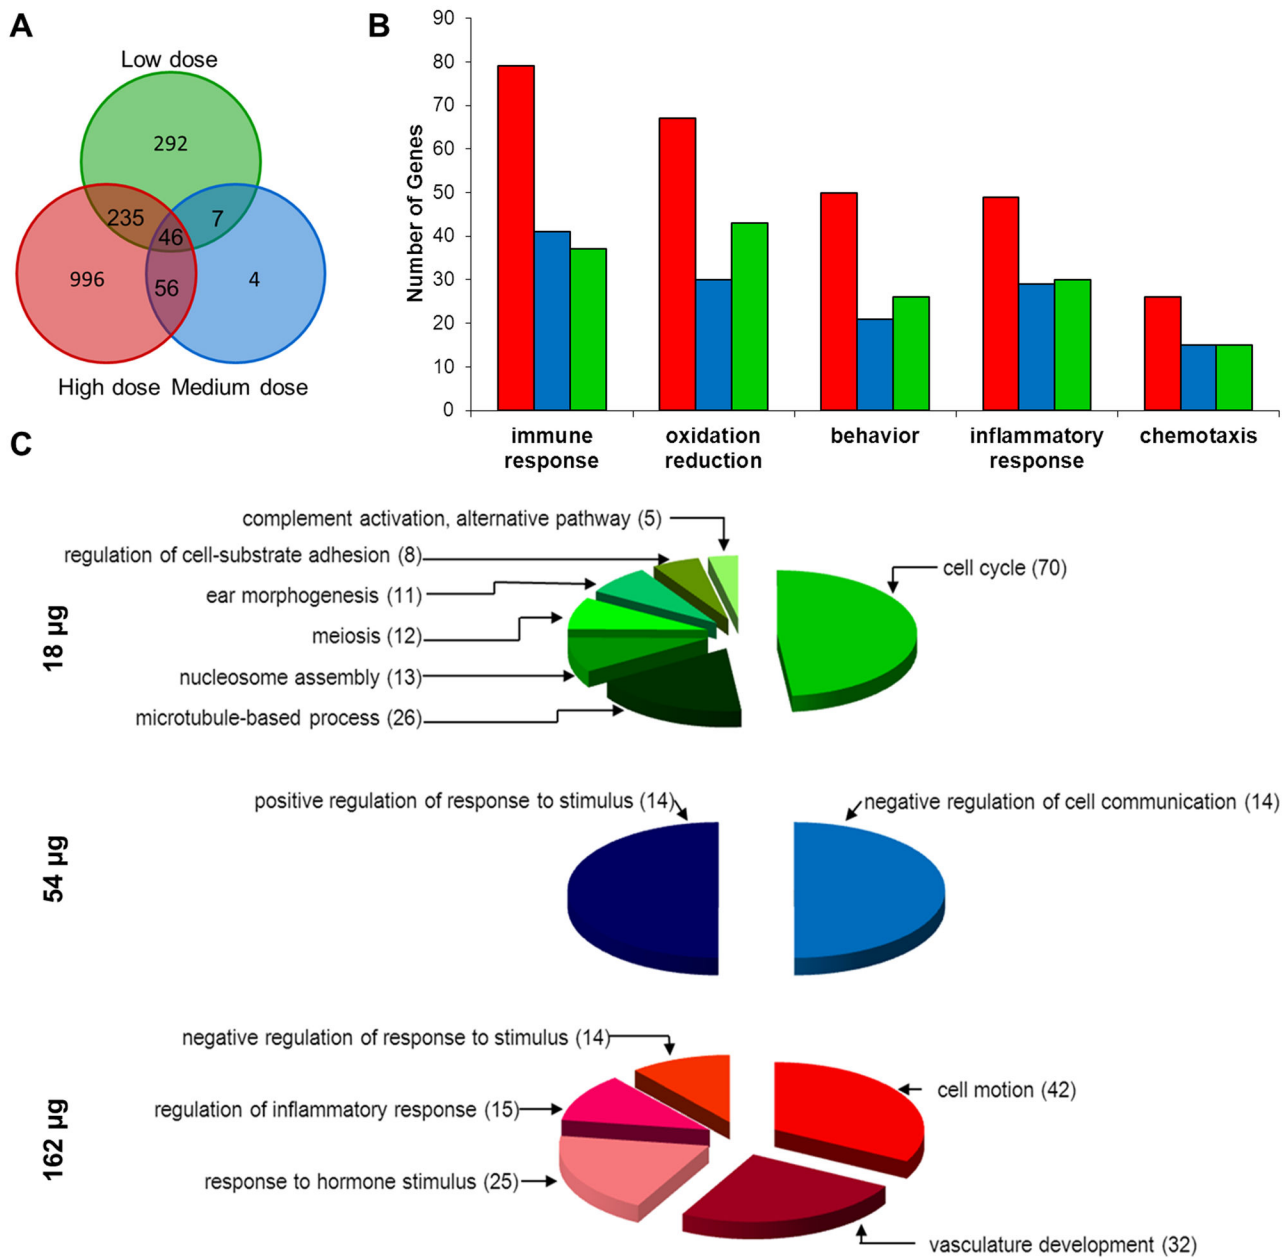 A
Low dose
292
235
7
46
996
56
4
High dose Medium dose
B
Number of Genes
90
80
70
60
50
40
30
20
10
0
immune
response
oxidation
reduction
behavior
inflammatory
response
chemotaxis
C
18 µg
complement activation, alternative pathway (5)
regulation of cell-substrate adhesion (8)
ear morphogenesis (11)
meiosis (12)
nucleosome assembly (13)
microtubule-based process (26)
cell cycle (70)
54 µg
positive regulation of response to stimulus (14)
negative regulation of cell communication (14)
162 µg
negative regulation of response to stimulus (14)
regulation of inflammatory response (15)
response to hormone stimulus (25)
cell motion (42)
vasculature development (32)